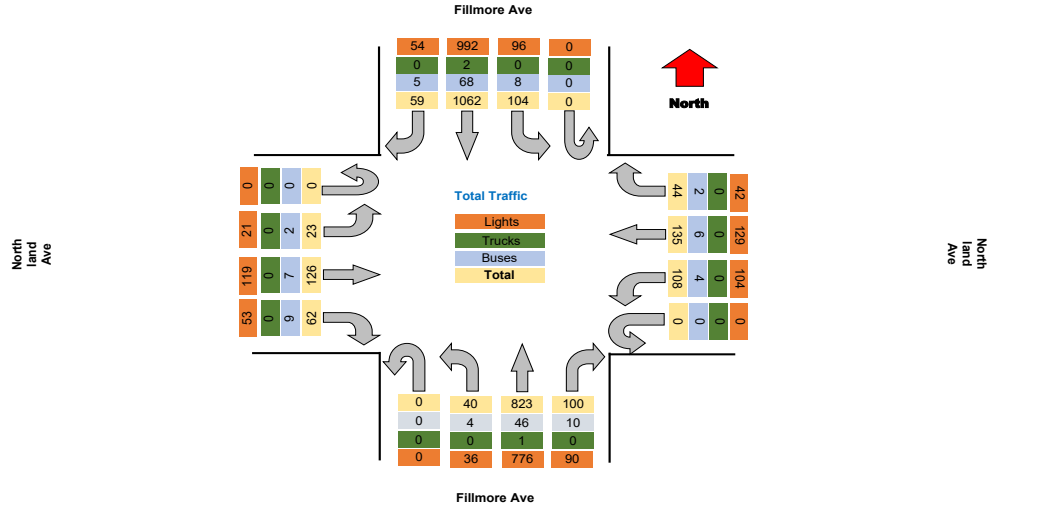 Fillmore Ave
54 992 96 0
0 2 0 0
5 68 8 0
59 1062 104 0
North
0 0 0 0
21 0 2 23
119 0 7 126
53 0 9 62
North
land
Ave
Total Traffic
Lights
Trucks
Buses
Total
44 2 0 42
135 6 0 129
108 4 0 104
0 0 0 0
North
land
Ave
0 40 823 100
0 4 46 10
0 0 1 0
0 36 776 90
Fillmore Ave